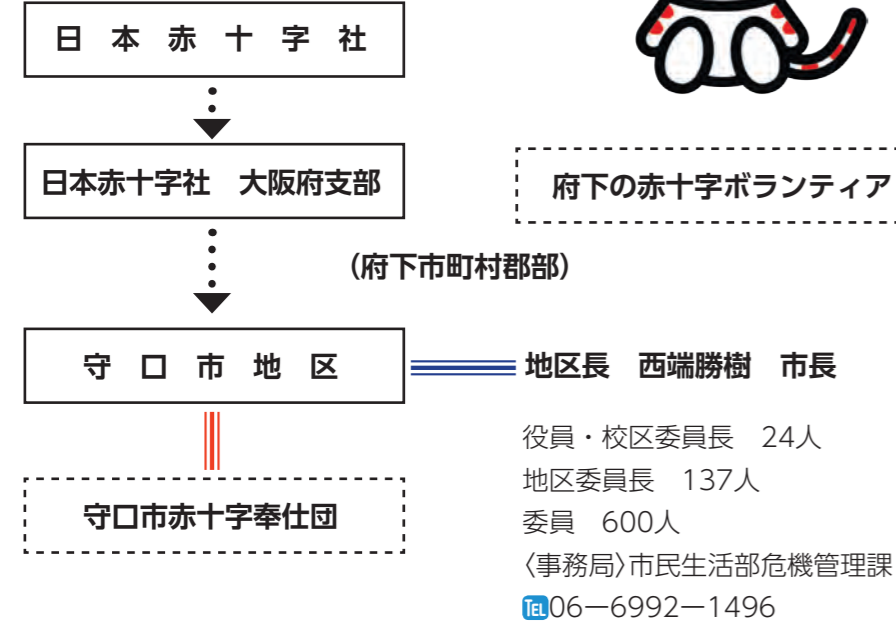 日本赤十字社
日本赤十字社 大阪府支部
府下の赤十字ボランティア
(府下市町村郡部)
守口市地区
地区長 西端勝樹 市長
役員・校区委員長 24人
地区委員長 137人
委員 600人
〈事務局〉市民生活部危機管理課
TEL06－6992－1496
守口市赤十字奉仕団